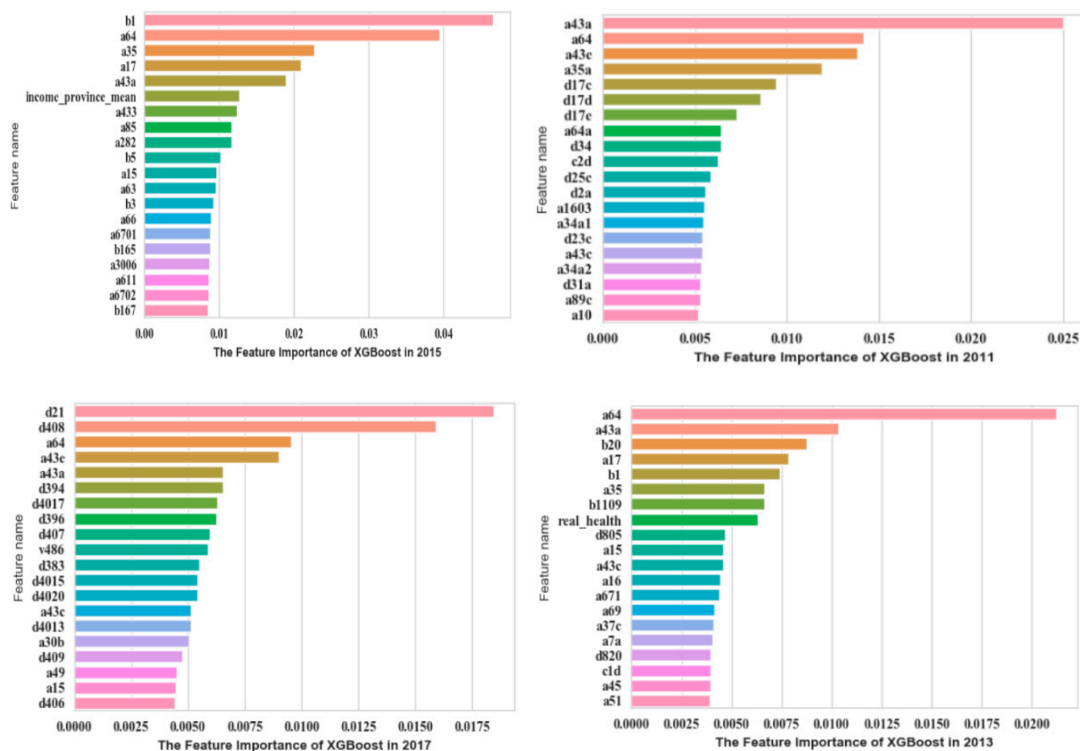 b1
a64
a35
a17
a43a
income_province_mean
a433
a85
a282
b5
a15
a63
b3
a66
a6701
b165
a3006
a611
a6702
b167
Feature name
0.00 0.01 0.02 0.03 0.04
The Feature Importance of XGBoost in 2015
a43a
a64
a43e
a35a
d17c
d17d
d17e
a64a
d34
c2d
d25c
d2a
a1603
a34a1
d23c
a43c
a34a2
d31a
a89c
a10
Feature name
0.000 0.005 0.010 0.015 0.020 0.025
The Feature Importance of XGBoost in 2011
d21
d408
a64
a43e
a43a
d394
d4017
d396
d407
v486
d383
d4015
d4020
a43c
d4013
a30b
d409
a49
a15
d406
Feature name
0.0000 0.0025 0.0050 0.0075 0.0100 0.0125 0.0150 0.0175
The Feature Importance of XGBoost in 2017
a64
a43a
b20
a17
b1
a35
b1109
real_health
d805
a15
a43c
a16
a671
a69
a37c
a7a
d820
c1d
a45
a51
Feature name
0.0000 0.0025 0.0050 0.0075 0.0100 0.0125 0.0150 0.0175 0.0200
The Feature Importance of XGBoost in 2013